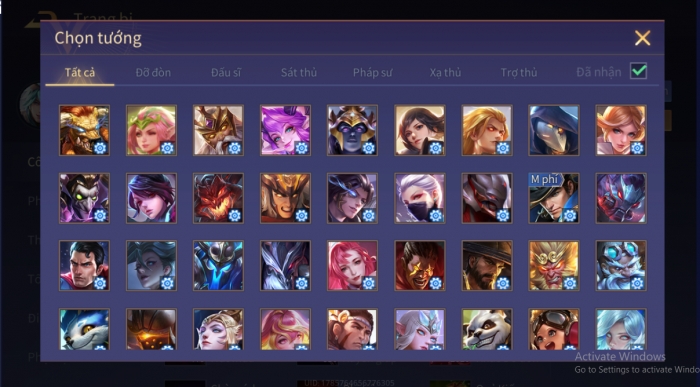 Trang bị
Chọn tướng
Tất cả
Đỡ đòn
Đấu sĩ
Sát thủ
Pháp sư
Xạ thủ
Trợ thủ
Đã nhận
M phí
Activate Windows
Go to Settings to activate Windo